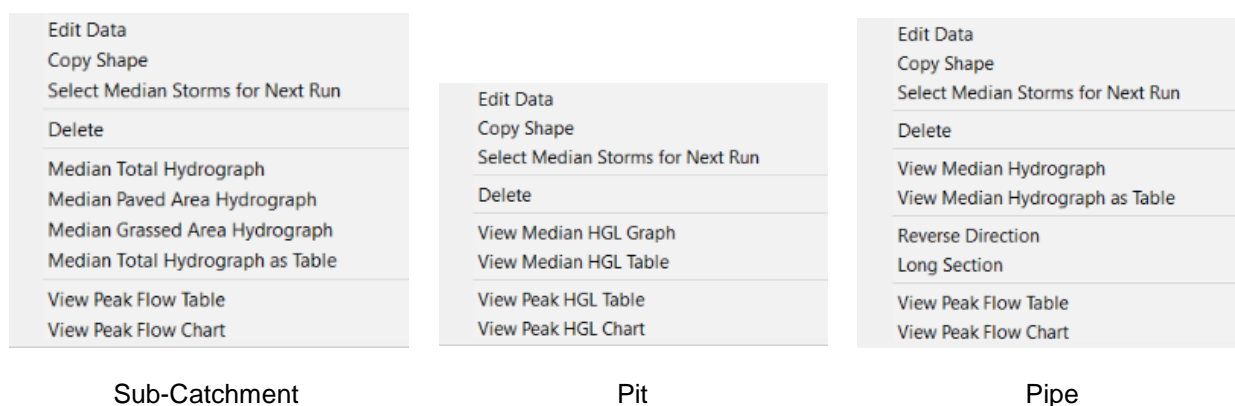 Edit Data
Copy Shape
Select Median Storms for Next Run
Delete
Median Total Hydrograph
Median Paved Area Hydrograph
Median Grassed Area Hydrograph
Median Total Hydrograph as Table
View Peak Flow Table
View Peak Flow Chart
Sub-Catchment
Edit Data
Copy Shape
Select Median Storms for Next Run
Delete
View Median HGL Graph
View Median HGL Table
View Peak HGL Table
View Peak HGL Chart
Pit
Edit Data
Copy Shape
Select Median Storms for Next Run
Delete
View Median Hydrograph
View Median Hydrograph as Table
Reverse Direction
Long Section
View Peak Flow Table
View Peak Flow Chart
Pipe